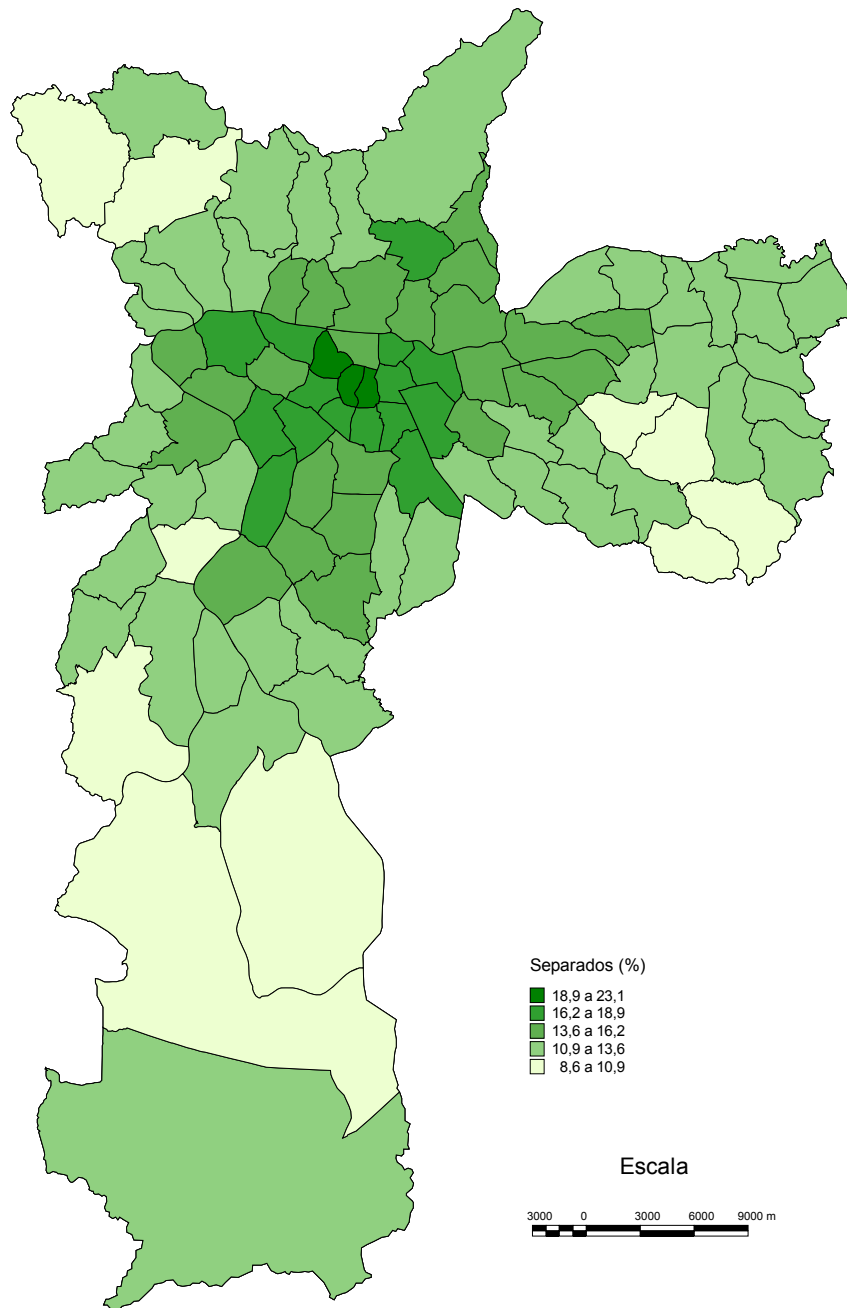 Separados (%)
18,9 a 23,1
16,2 a 18,9
13,6 a 16,2
10,9 a 13,6
8,6 a 10,9
Escala
3000 0 3000 6000 9000 m